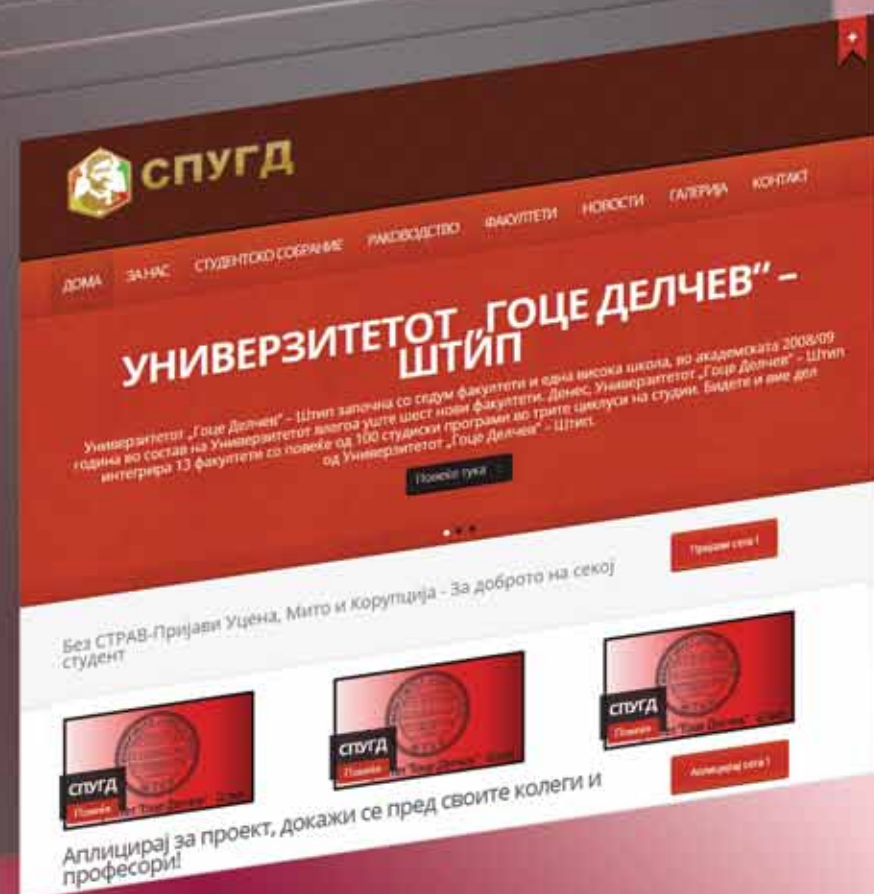 СПУГД
ДОМА ЗА НАС СТУДЕНТСКО СОБРАНИЕ РАКОВОДСТВО ФАКУЛТЕТИ НОВОСТИ ГАЛЕРИЈА КОНТАКТ
УНИВЕРЗИТЕТОТ „ГОЦЕ ДЕЛЧЕВ“ –
ШТИП
Универзитетот „Гоце Делчев“ – Штип започна со седум факултети и една висока школа, во академската 2008/09
година во состав на Универзитетот влегоа уште шест нови факултети. Денес, Универзитетот „Гоце Делчев“ – Штип
интегрира 13 факултети со повеќе од 100 студиски програми во трите циклуси на студии. Бидете и вие дел
од Универзитетот „Гоце Делчев“ – Штип.
Повеќе тука
Без СТРАВ-Пријави Уцена, Мито и Корупција - За доброто на секој
студент
Пријави сега !
СПУГД
Повеќе
СПУГД
Повеќе
СПУГД
Повеќе
Аплицирај за проект, докажи се пред своите колеги и
професори!
Аплицирај сега !